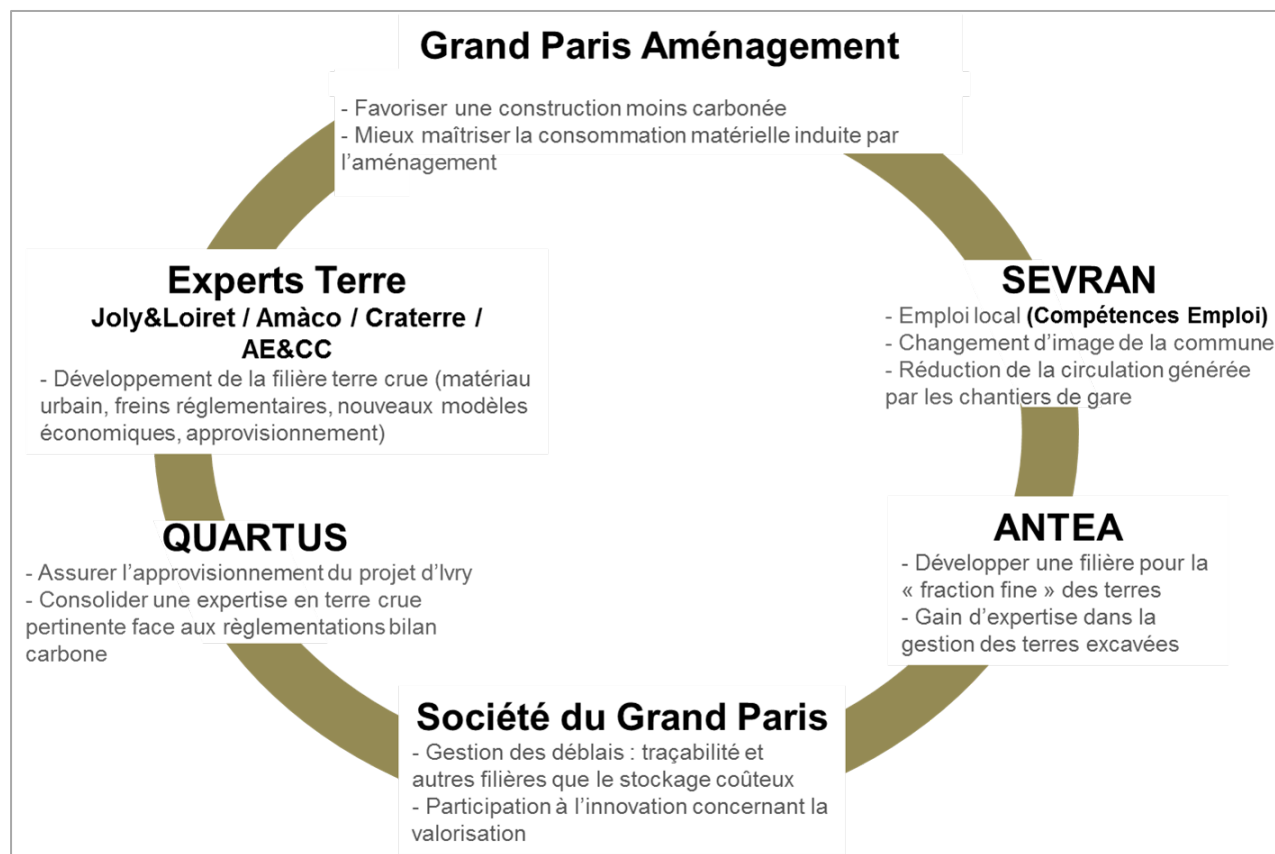 Grand Paris Aménagement
- Favoriser une construction moins carbonée
- Mieux maîtriser la consommation matérielle induite par
l’aménagement
Experts Terre
Joly&Loiret / Amàco / Craterre /
AE&CC
- Développement de la filière terre crue (matériau
urbain, freins réglementaires, nouveaux modèles
économiques, approvisionnement)
SEVRAN
- Emploi local (Compétences Emploi)
- Changement d’image de la commune
- Réduction de la circulation générée
par les chantiers de gare
QUARTUS
- Assurer l’approvisionnement du projet d’Ivry
- Consolider une expertise en terre crue
pertinente face aux règlementations bilan
carbone
ANTEA
- Développer une filière pour la
« fraction fine » des terres
- Gain d’expertise dans la
gestion des terres excavées
Société du Grand Paris
- Gestion des déblais : traçabilité et
autres filières que le stockage coûteux
- Participation à l’innovation concernant la
valorisation